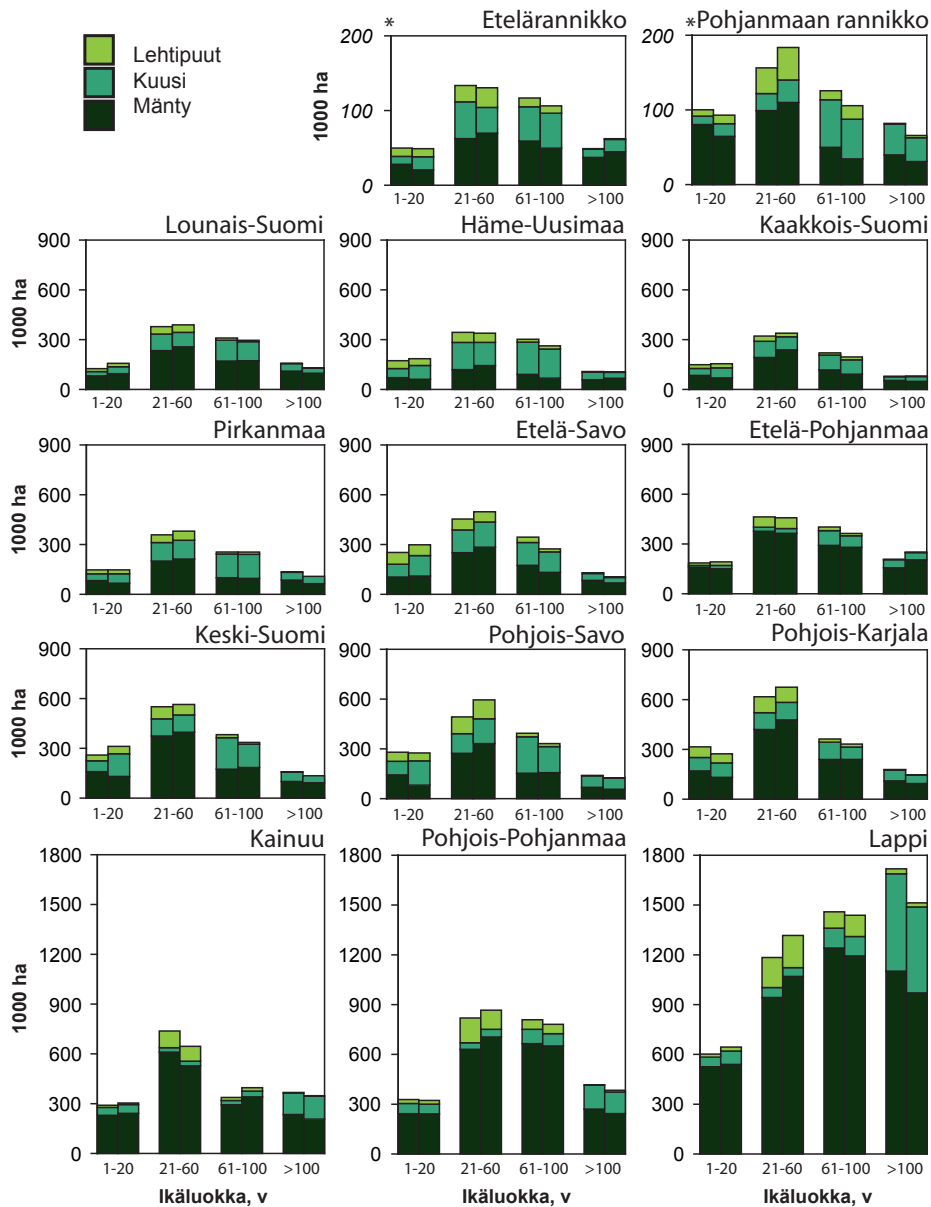 Lehtipuut
Kuusi
Mänty
* Etelärannikko
200
100
0
1000 ha
1-20 21-60 61-100 >100
*Pohjanmaan rannikko
200
100
0
1-20 21-60 61-100 >100
Lounais-Suomi
900
600
300
0
1000 ha
1-20 21-60 61-100 >100
Häme-Uusimaa
900
600
300
0
1-20 21-60 61-100 >100
Kaakkois-Suomi
900
600
300
0
1-20 21-60 61-100 >100
Pirkanmaa
900
600
300
0
1000 ha
1-20 21-60 61-100 >100
Etelä-Savo
900
600
300
0
1-20 21-60 61-100 >100
Etelä-Pohjanmaa
900
600
300
0
1-20 21-60 61-100 >100
Keski-Suomi
900
600
300
0
1000 ha
1-20 21-60 61-100 >100
Pohjois-Savo
900
600
300
0
1-20 21-60 61-100 >100
Pohjois-Karjala
900
600
300
0
1-20 21-60 61-100 >100
Kainuu
1800
1500
1200
900
600
300
0
1000 ha
1-20 21-60 61-100 >100
Ikäluokka, v
Pohjois-Pohjanmaa
1800
1500
1200
900
600
300
0
1-20 21-60 61-100 >100
Ikäluokka, v
Lappi
1800
1500
1200
900
600
300
0
1-20 21-60 61-100 >100
Ikäluokka, v